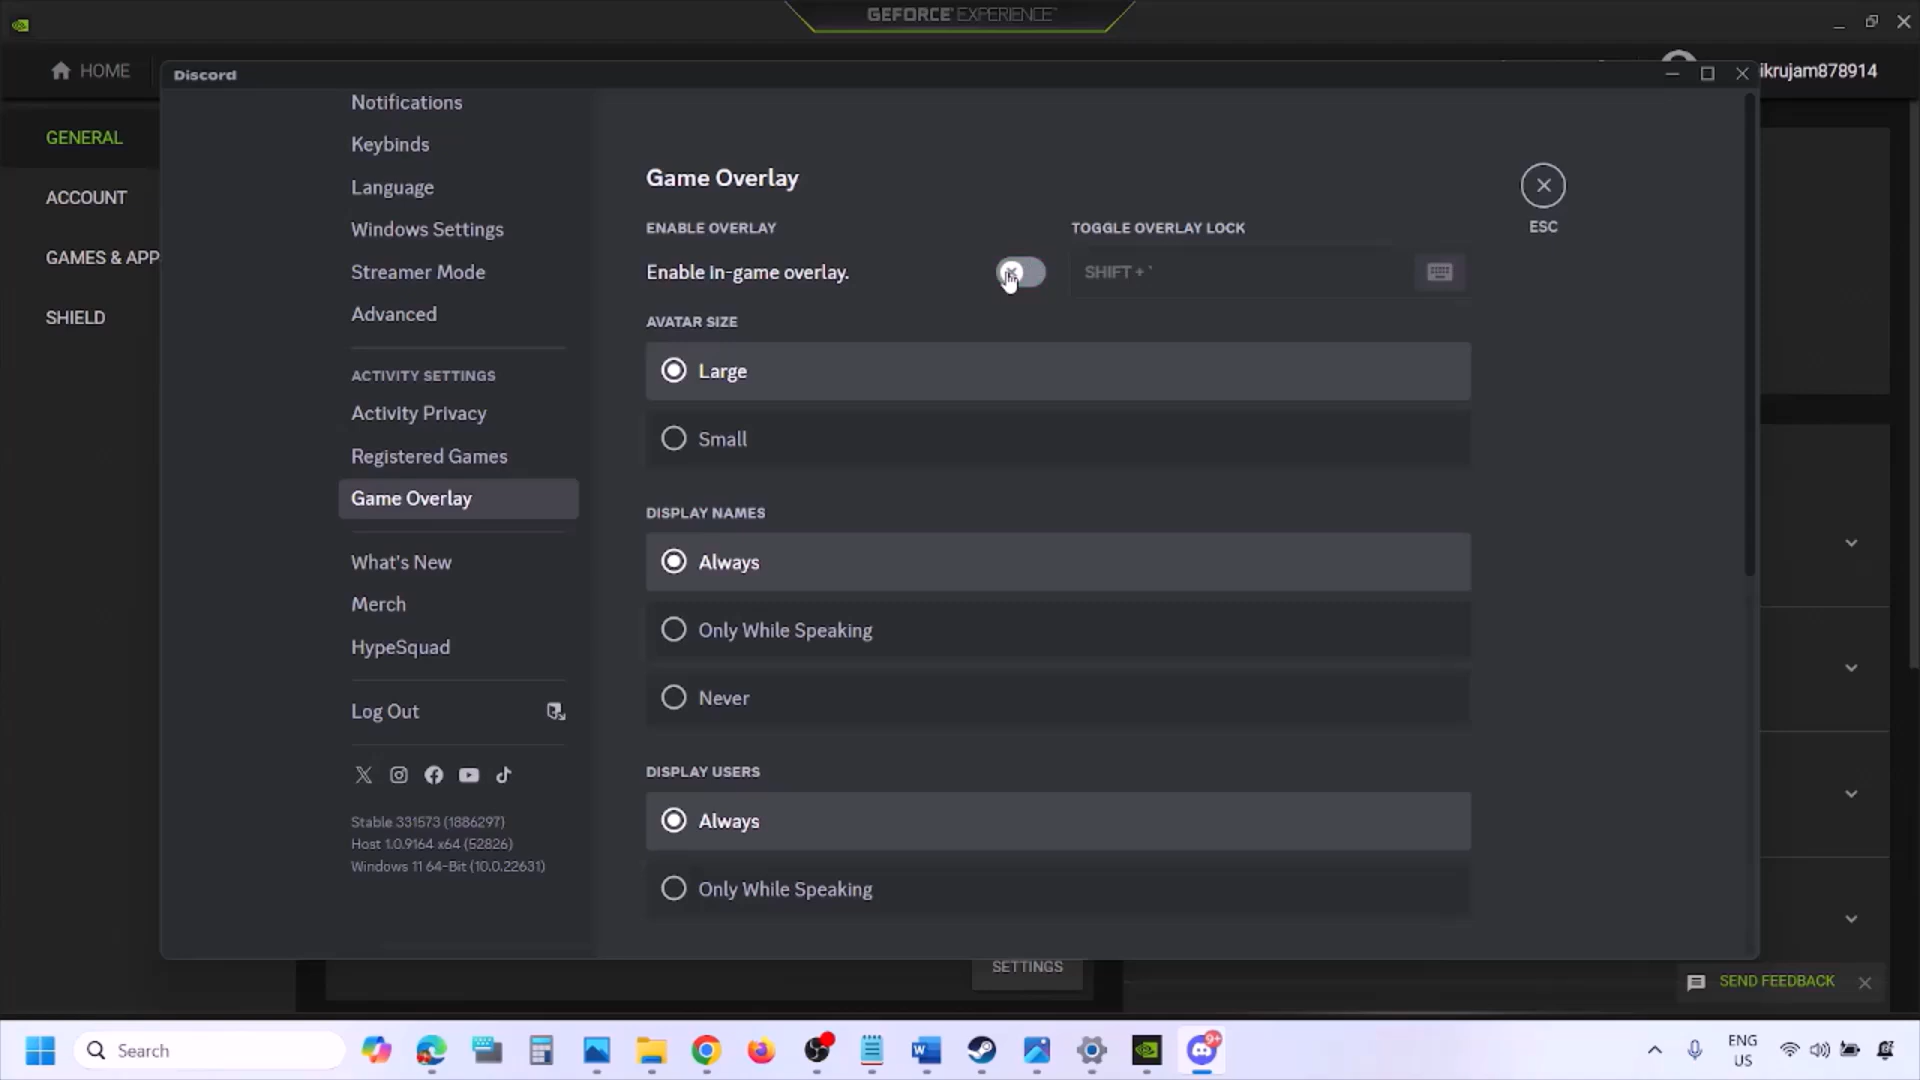 GEFORCE EXPERIENCE
HOME
ikrujam878914
Discord
GENERAL
ACCOUNT
GAMES & APP
SHIELD
Notifications
Keybinds
Language
Windows Settings
Streamer Mode
Advanced
ACTIVITY SETTINGS
Activity Privacy
Registered Games
Game Overlay
What's New
Merch
HypeSquad
Log Out
Stable 331573 (1886297)
Host 1.0.9164 x64 (52826)
Windows 11 64-Bit (10.0.22631)
Game Overlay
ENABLE OVERLAY
Enable in-game overlay.
TOGGLE OVERLAY LOCK
SHIFT + `
ESC
AVATAR SIZE
Large
Small
DISPLAY NAMES
Always
Only While Speaking
Never
DISPLAY USERS
Always
Only While Speaking
SETTINGS
SEND FEEDBACK
Search
9+
ENG
US